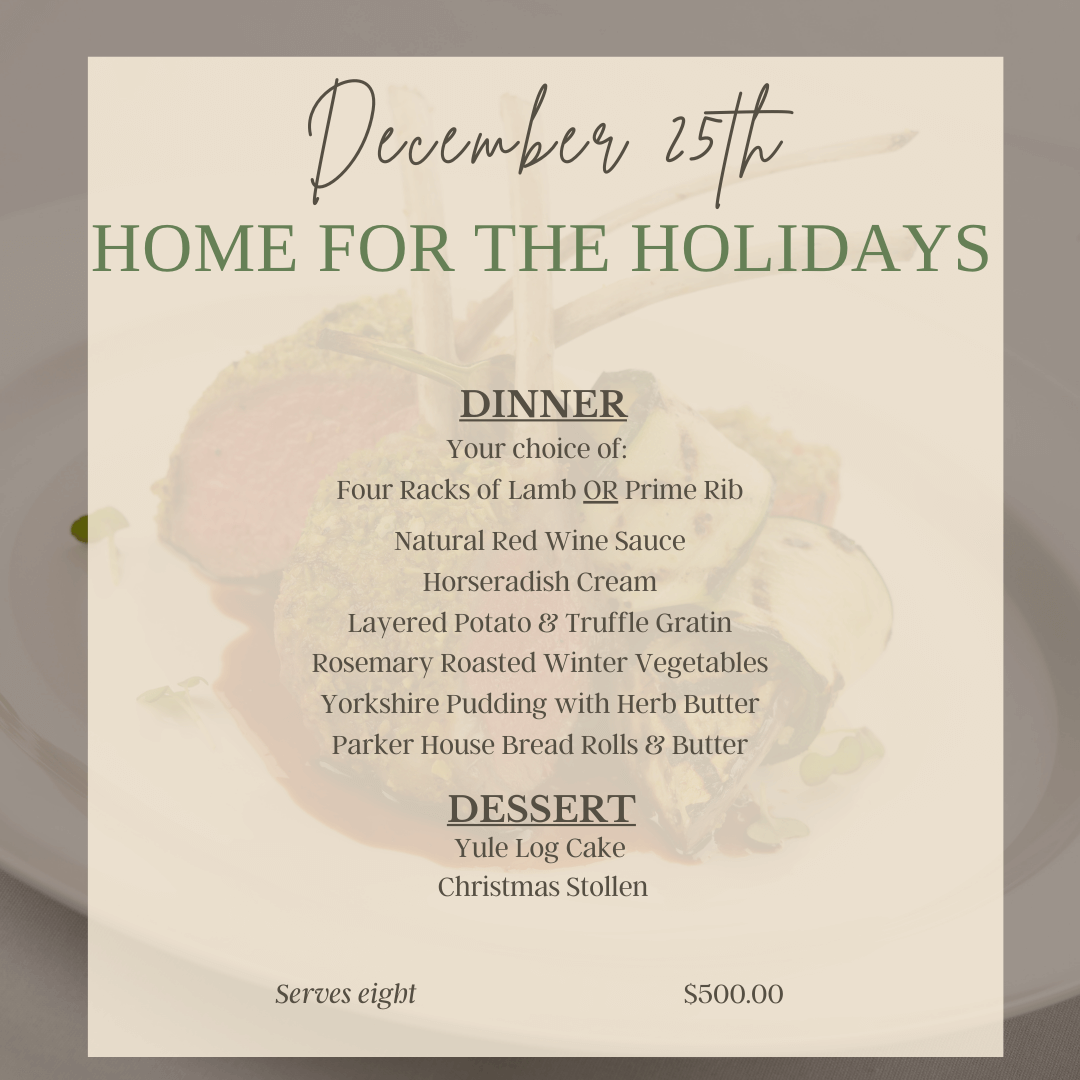 December 25th
HOME FOR THE HOLIDAYS
DINNER
Your choice of:
Four Racks of Lamb OR Prime Rib
Natural Red Wine Sauce
Horseradish Cream
Layered Potato & Truffle Gratin
Rosemary Roasted Winter Vegetables
Yorkshire Pudding with Herb Butter
Parker House Bread Rolls & Butter
DESSERT
Yule Log Cake
Christmas Stollen
Serves eight $500.00